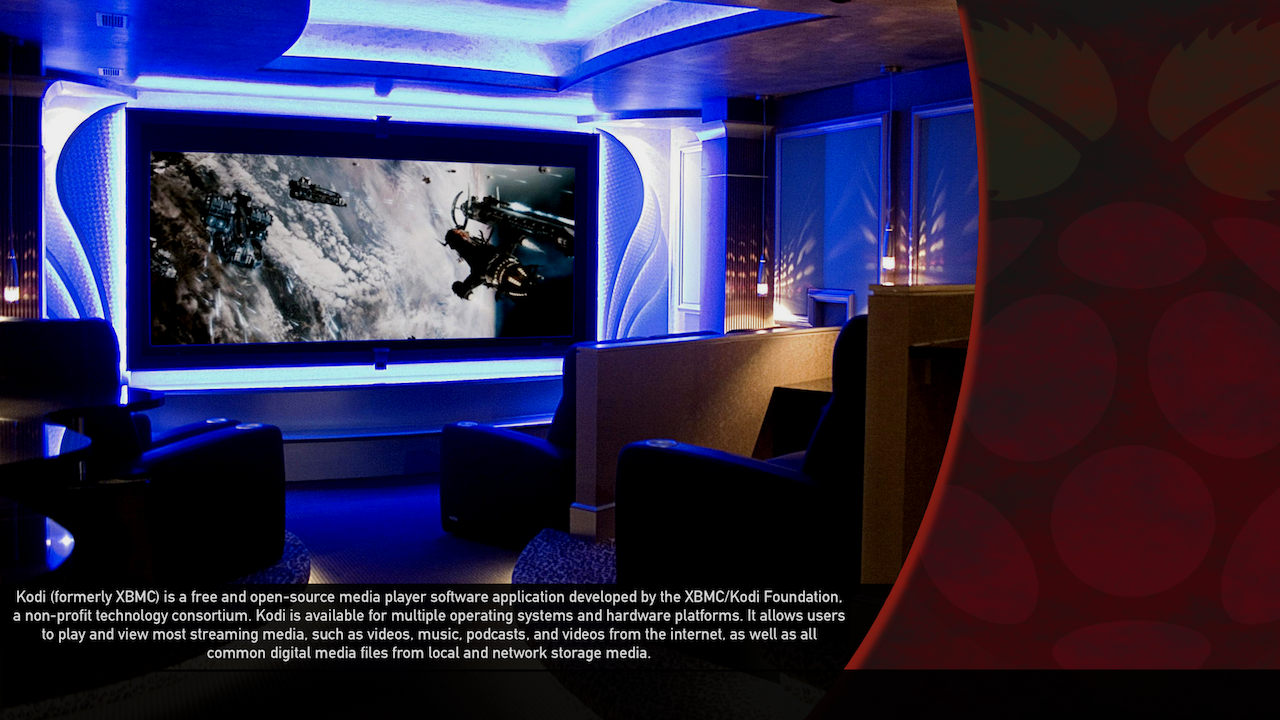 Kodi (formerly XBMC) is a free and open-source media player software application developed by the XBMC/Kodi Foundation,
a non-profit technology consortium. Kodi is available for multiple operating systems and hardware platforms. It allows users
to play and view most streaming media, such as videos, music, podcasts, and videos from the internet, as well as all
common digital media files from local and network storage media.